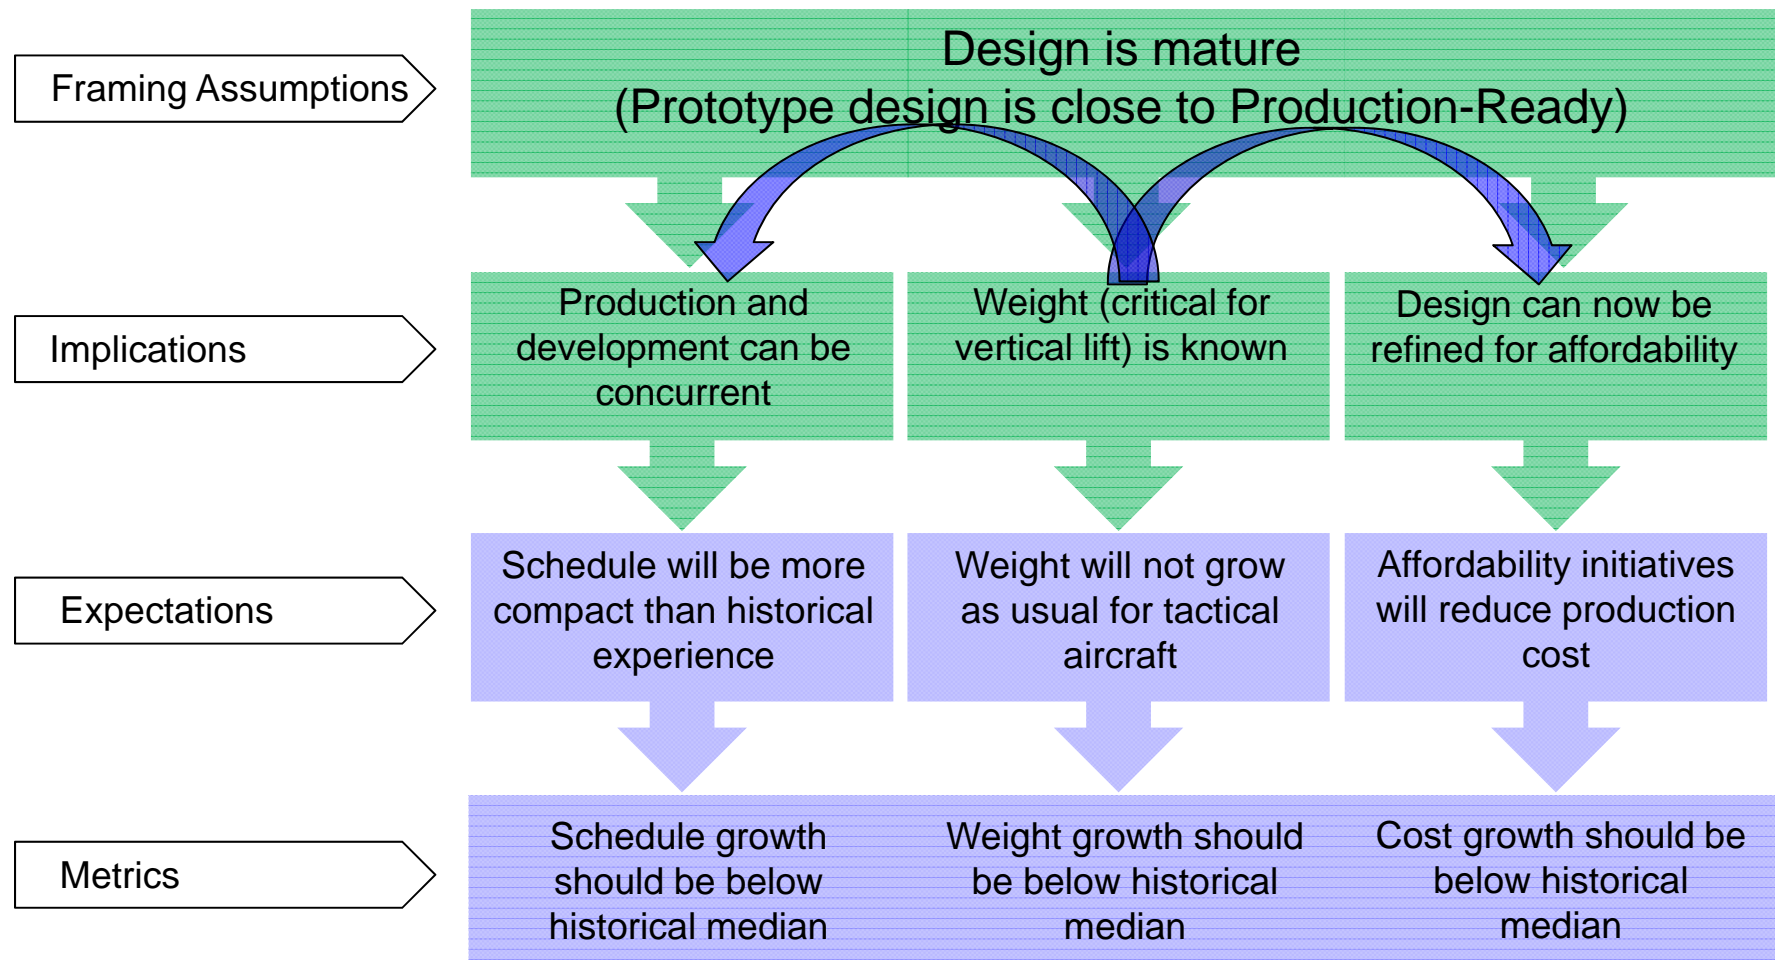 Framing Assumptions
Design is mature
(Prototype design is close to Production-Ready)
Implications
Production and
development can be
concurrent
Weight (critical for
vertical lift) is known
Design can now be
refined for affordability
Expectations
Schedule will be more
compact than historical
experience
Weight will not grow
as usual for tactical
aircraft
Affordability initiatives
will reduce production
cost
Metrics
Schedule growth
should be below
historical median
Weight growth should
be below historical
median
Cost growth should be
below historical
median